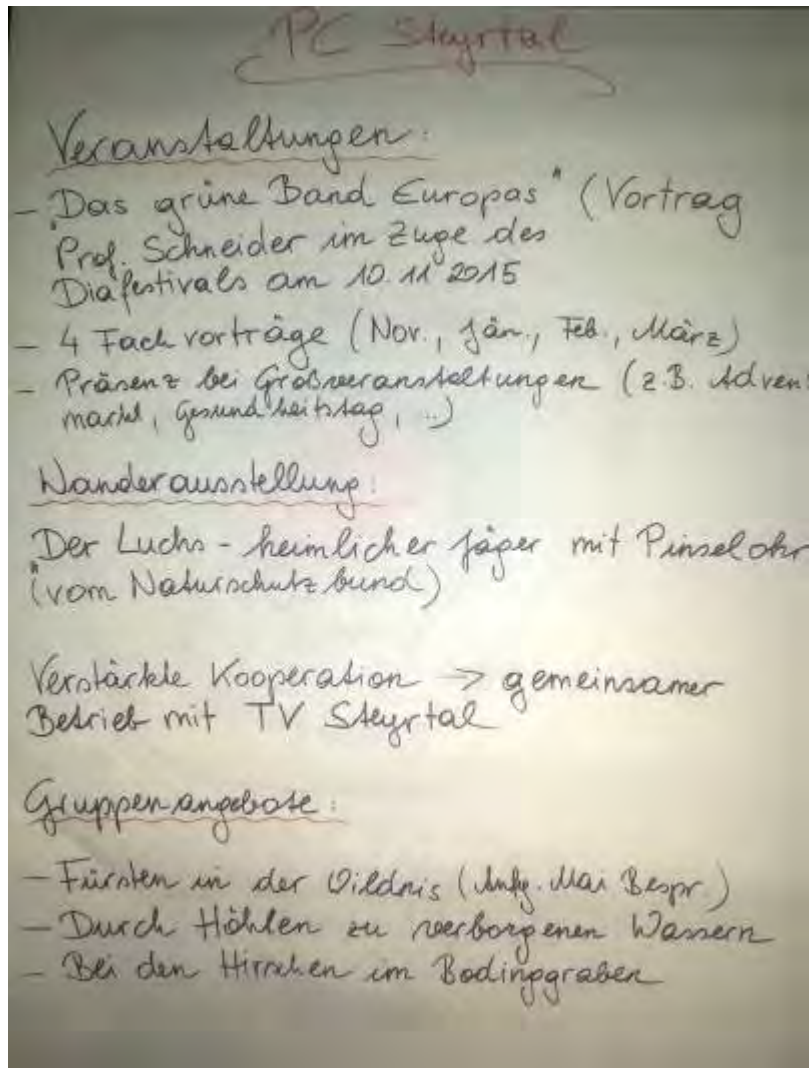 PC Steyrtal
Veranstaltungen:
- "Das grüne Band Europas" (Vortrag
Prof. Schneider im Zuge des
Diafestivals am 10.11 2015
- 4 Fachvorträge (Nov., Jän., Feb., März)
- Präsenz bei Großveranstaltungen (z.B. Advent
markt, Gesundheitstag, ..)
Wanderausstellung:
Der Luchs - heimlicher Jäger mit Pinselohr
"(vom Naturschutzbund)
Verstärkte Kooperation -> gemeinsamer
Betrieb mit TV Steyrtal
Gruppenangebote:
- Fürsten in der Wildnis (Anfg. Mai Bespr.)
- Durch Höhlen zu verborgenen Wassern
- Bei den Hirschen im Bodinggraben